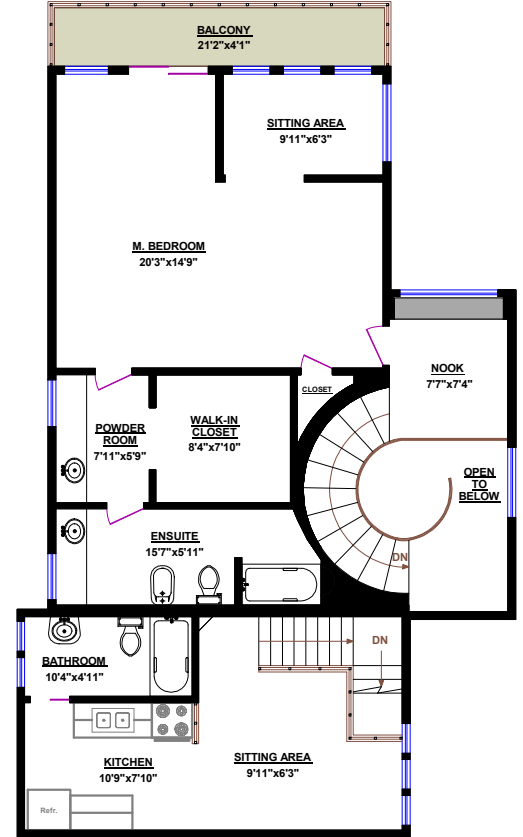 BALCONY
21'2"x4'1"
SITTING AREA
9'11"x6'3"
M. BEDROOM
20'3"x14'9"
NOOK
7'7"x7'4"
CLOSET
WALK-IN
CLOSET
8'4"x7'10"
POWDER
ROOM
7'11"x5'9"
OPEN
TO
BELOW
ENSUITE
15'7"x5'11"
DN
DN
BATHROOM
10'4"x4'11"
KITCHEN
10'9"x7'10"
SITTING AREA
9'11"x6'3"
Refr.